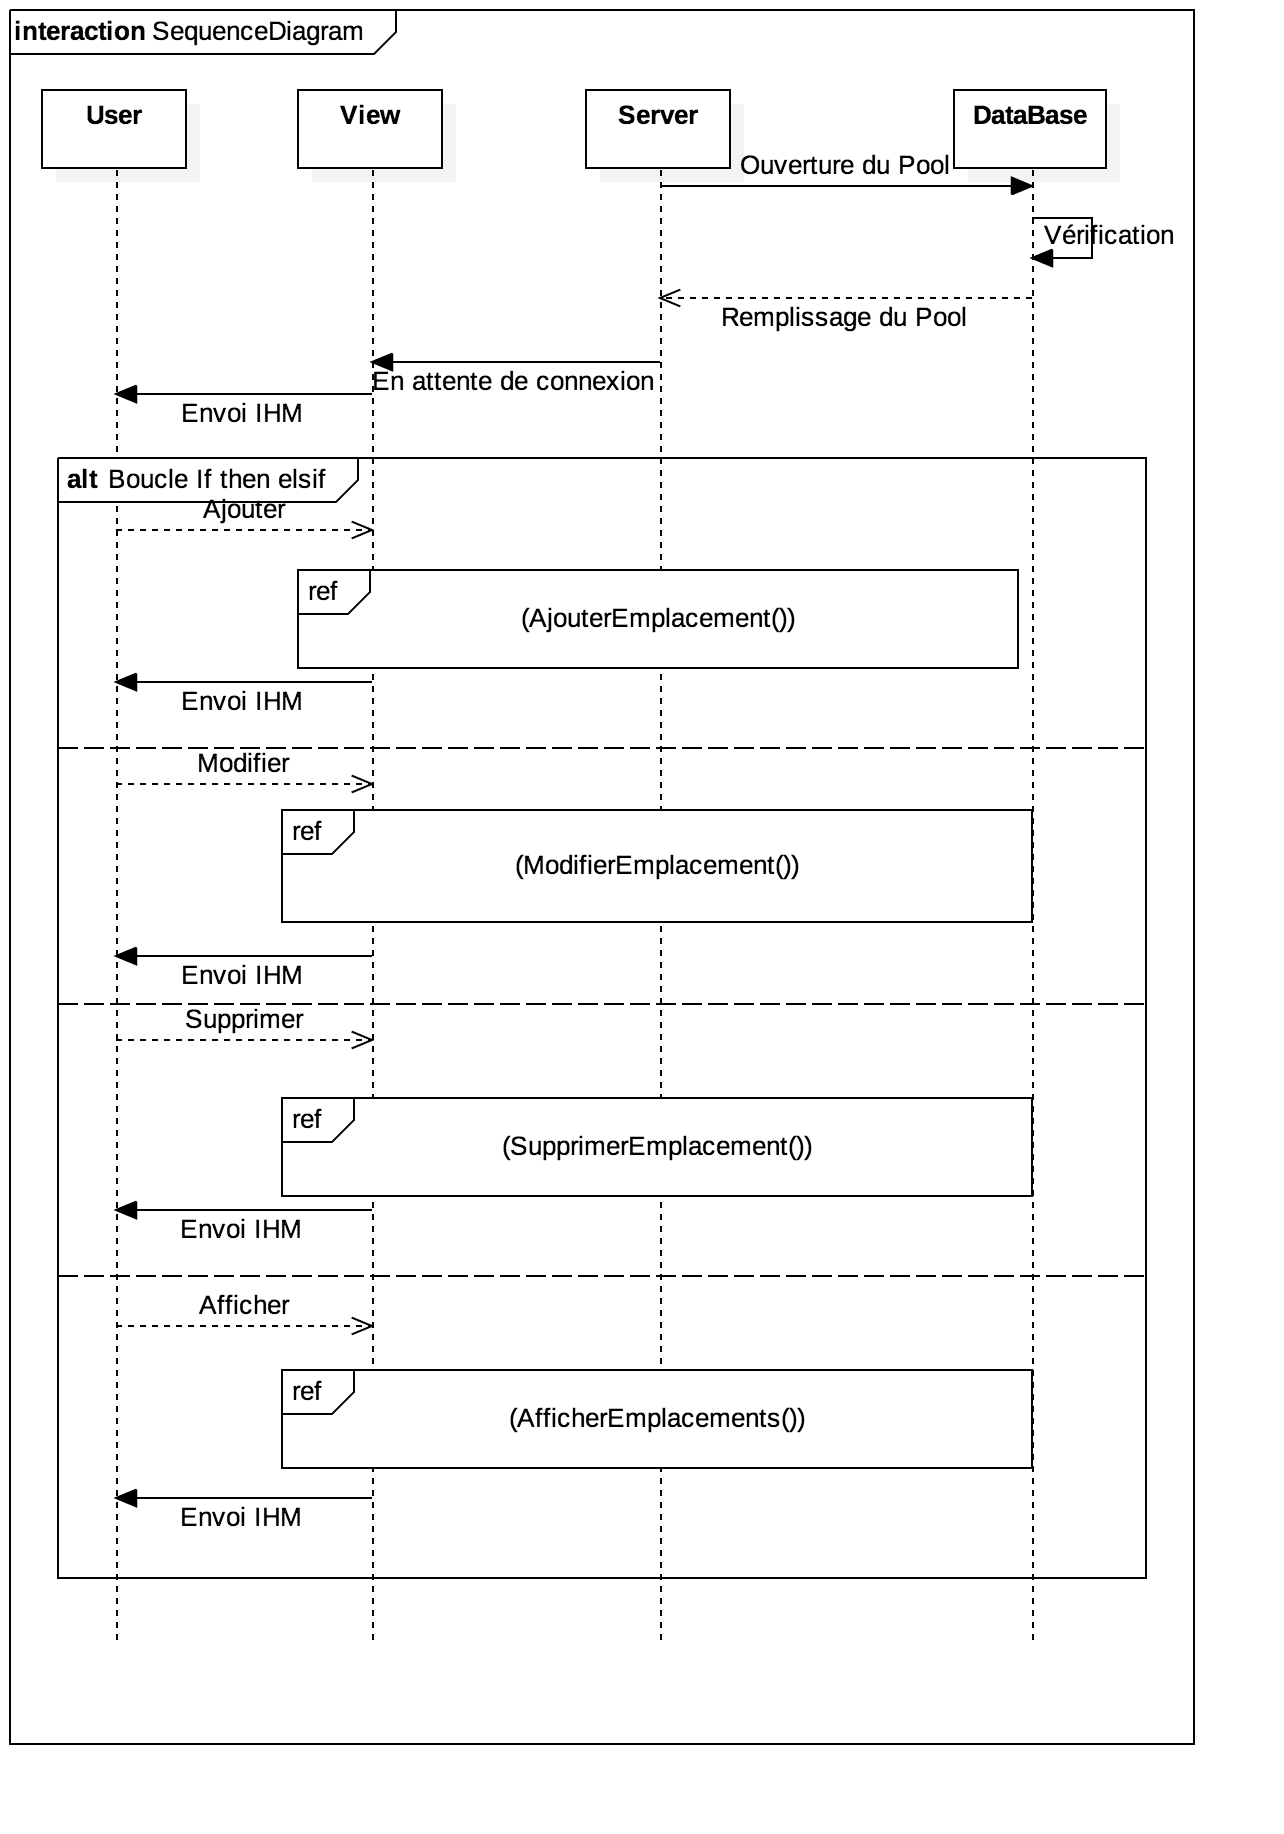 interaction SequenceDiagram
User
View
Server
DataBase
Ouverture du Pool
Vérification
Remplissage du Pool
En attente de connexion
Envoi IHM
alt Boucle If then elsif
Ajouter
ref
(AjouterEmplacement())
Envoi IHM
Modifier
ref
(ModifierEmplacement())
Envoi IHM
Supprimer
ref
(SupprimerEmplacement())
Envoi IHM
Afficher
ref
(AfficherEmplacements())
Envoi IHM